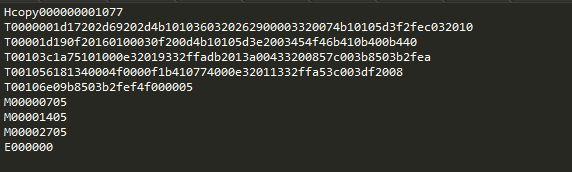 Hcopy000000001077
T0000001d17202d69202d4b1010360320262900003320074b10105d3f2fec032010
T00001d190f20160100030f200d4b10105d3e2003454f46b410b400b440
T00103c1a75101000e32019332ffadb2013a00433200857c003b8503b2fea
T001056181340004f0000f1b410774000e32011332ffa53c003df2008
T00106e09b8503b2fef4f000005
M00000705
M00001405
M00002705
E000000